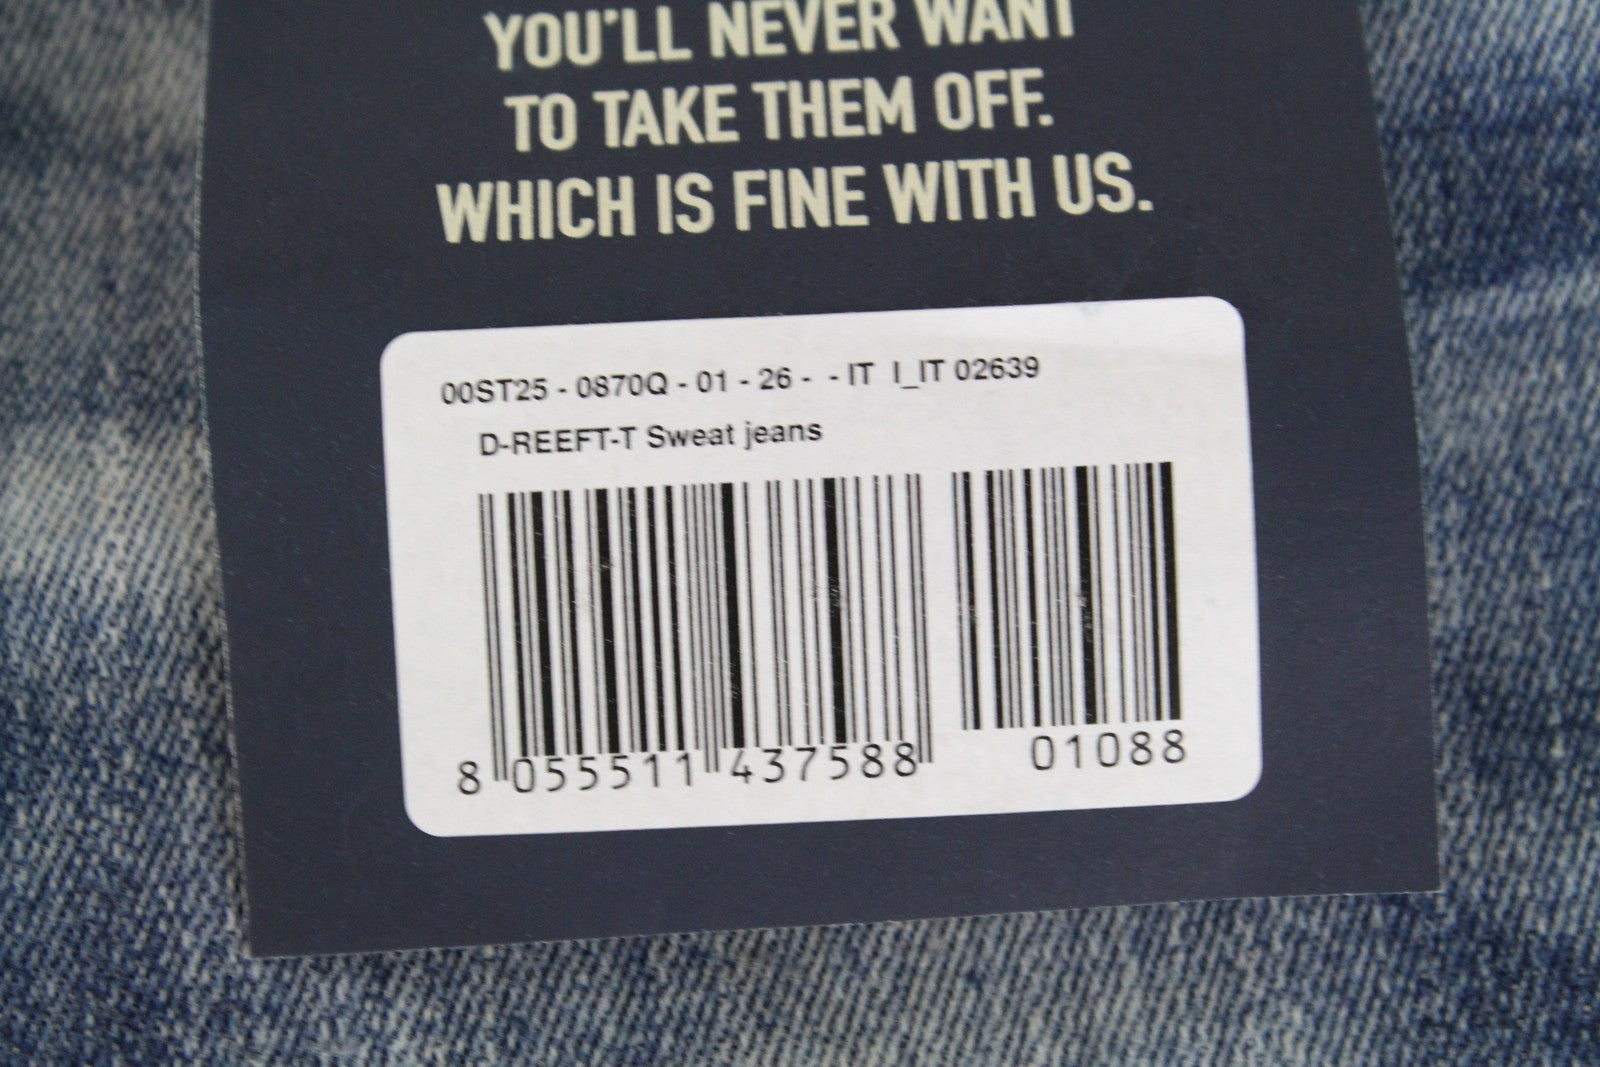 YOU'LL NEVER WANT
TO TAKE THEM OFF.
WHICH IS FINE WITH US.
00ST25 - 0870Q - 01 - 26 - - IT I_IT 02639
D-REEFT-T Sweat jeans
8 055511 437588 01088